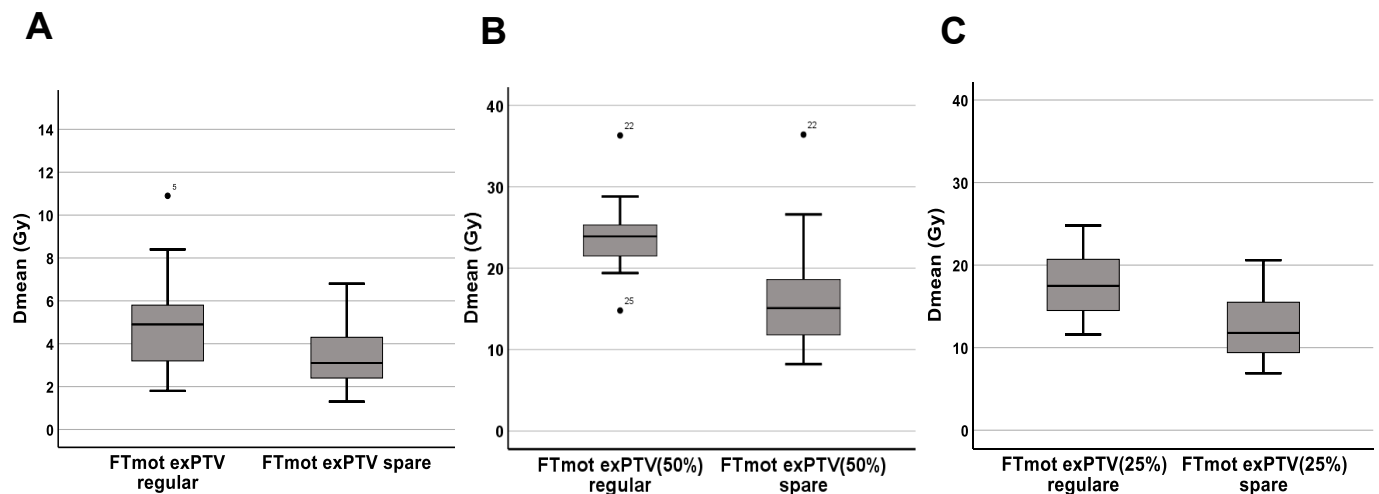 A
B
C
Dmean (Gy)
14
12
10
8
6
4
2
0
5
FTmot exPTV
regular
FTmot exPTV spare
Dmean (Gy)
40
30
20
10
0
22
25
22
FTmot exPTV(50%)
regular
FTmot exPTV(50%)
spare
Dmean (Gy)
40
30
20
10
0
FTmot exPTV(25%)
regulare
FTmot exPTV(25%)
spare